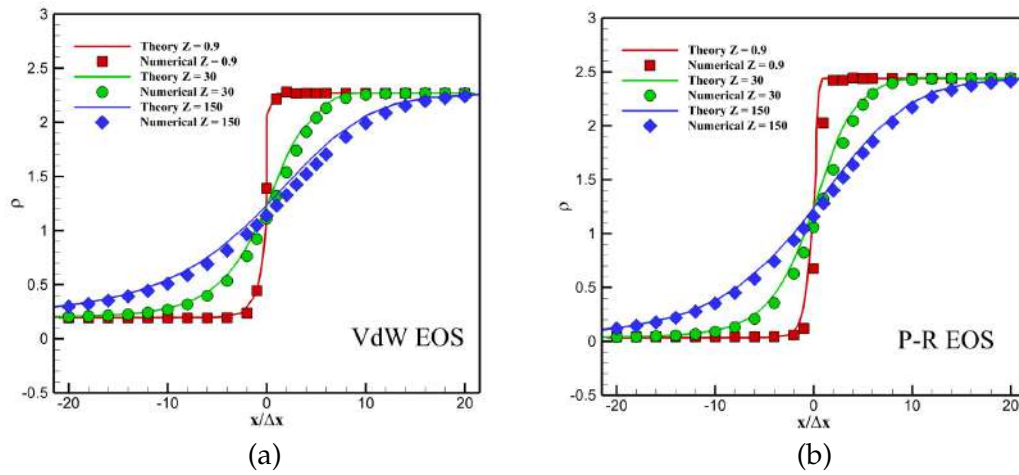 3
2.5
2
1.5
1
0.5
0
-0.5
ρ
Theory Z = 0.9
Numerical Z = 0.9
Theory Z = 30
Numerical Z = 30
Theory Z = 150
Numerical Z = 150
VdW EOS
-20 -10 0 10 20
x/Δx
(a)
3
2.5
2
1.5
1
0.5
0
-0.5
ρ
Theory Z = 0.9
Numerical Z = 0.9
Theory Z = 30
Numerical Z = 30
Theory Z = 150
Numerical Z = 150
P-R EOS
-20 -10 0 10 20
x/Δx
(b)